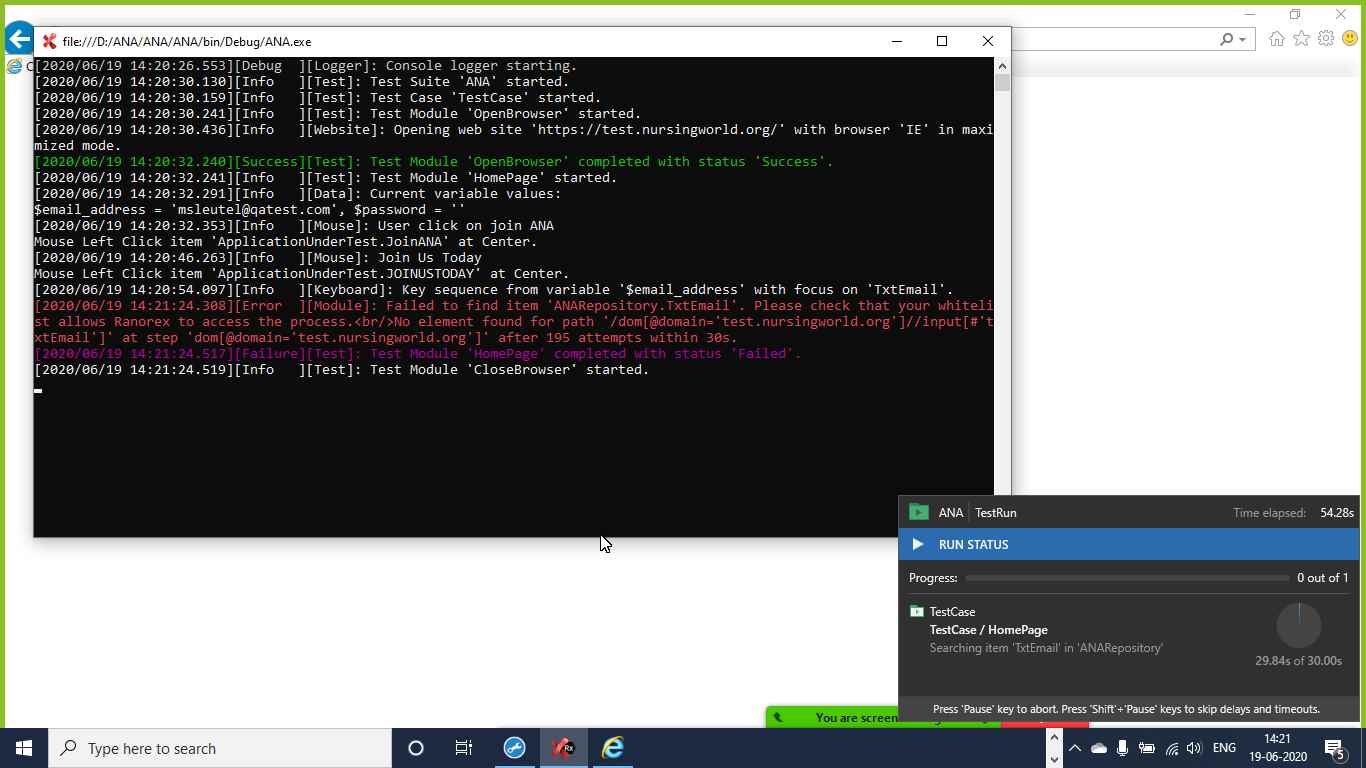 file:///D:/ANA/ANA/ANA/bin/Debug/ANA.exe
[2020/06/19 14:20:26.553][Debug  ][Logger]: Console logger starting.
[2020/06/19 14:20:30.130][Info   ][Test]: Test Suite 'ANA' started.
[2020/06/19 14:20:30.159][Info   ][Test]: Test Case 'TestCase' started.
[2020/06/19 14:20:30.241][Info   ][Test]: Test Module 'OpenBrowser' started.
[2020/06/19 14:20:30.436][Info   ][Website]: Opening web site 'https://test.nursingworld.org/' with browser 'IE' in maxi
mized mode.
[2020/06/19 14:20:32.240][Success][Test]: Test Module 'OpenBrowser' completed with status 'Success'.
[2020/06/19 14:20:32.241][Info   ][Test]: Test Module 'HomePage' started.
[2020/06/19 14:20:32.291][Info   ][Data]: Current variable values:
$email_address = 'msleutel@qatest.com', $password = ''
[2020/06/19 14:20:32.353][Info   ][Mouse]: User click on join ANA
Mouse Left Click item 'ApplicationUnderTest.JoinANA' at Center.
[2020/06/19 14:20:46.263][Info   ][Mouse]: Join Us Today
Mouse Left Click item 'ApplicationUnderTest.JOINUSTODAY' at Center.
[2020/06/19 14:20:54.097][Info   ][Keyboard]: Key sequence from variable '$email_address' with focus on 'TxtEmail'.
[2020/06/19 14:21:24.308][Error  ][Module]: Failed to find item 'ANARepository.TxtEmail'. Please check that your whiteli
st allows Ranorex to access the process.<br/>No element found for path '/dom[@domain='test.nursingworld.org']//input[#'t
xtEmail']' at step 'dom[@domain='test.nursingworld.org']' after 195 attempts within 30s.
[2020/06/19 14:21:24.517][Failure][Test]: Test Module 'HomePage' completed with status 'Failed'.
[2020/06/19 14:21:24.519][Info   ][Test]: Test Module 'CloseBrowser' started.
ANA TestRun Time elapsed: 54.28s
RUN STATUS
Progress: 0 out of 1
TestCase
TestCase / HomePage
Searching item 'TxtEmail' in 'ANARepository'
29.84s of 30.00s
Press 'Pause' key to abort. Press 'Shift'+'Pause' keys to skip delays and timeouts.
You are screen
Type here to search
Rx
ENG
14:21
19-06-2020
5